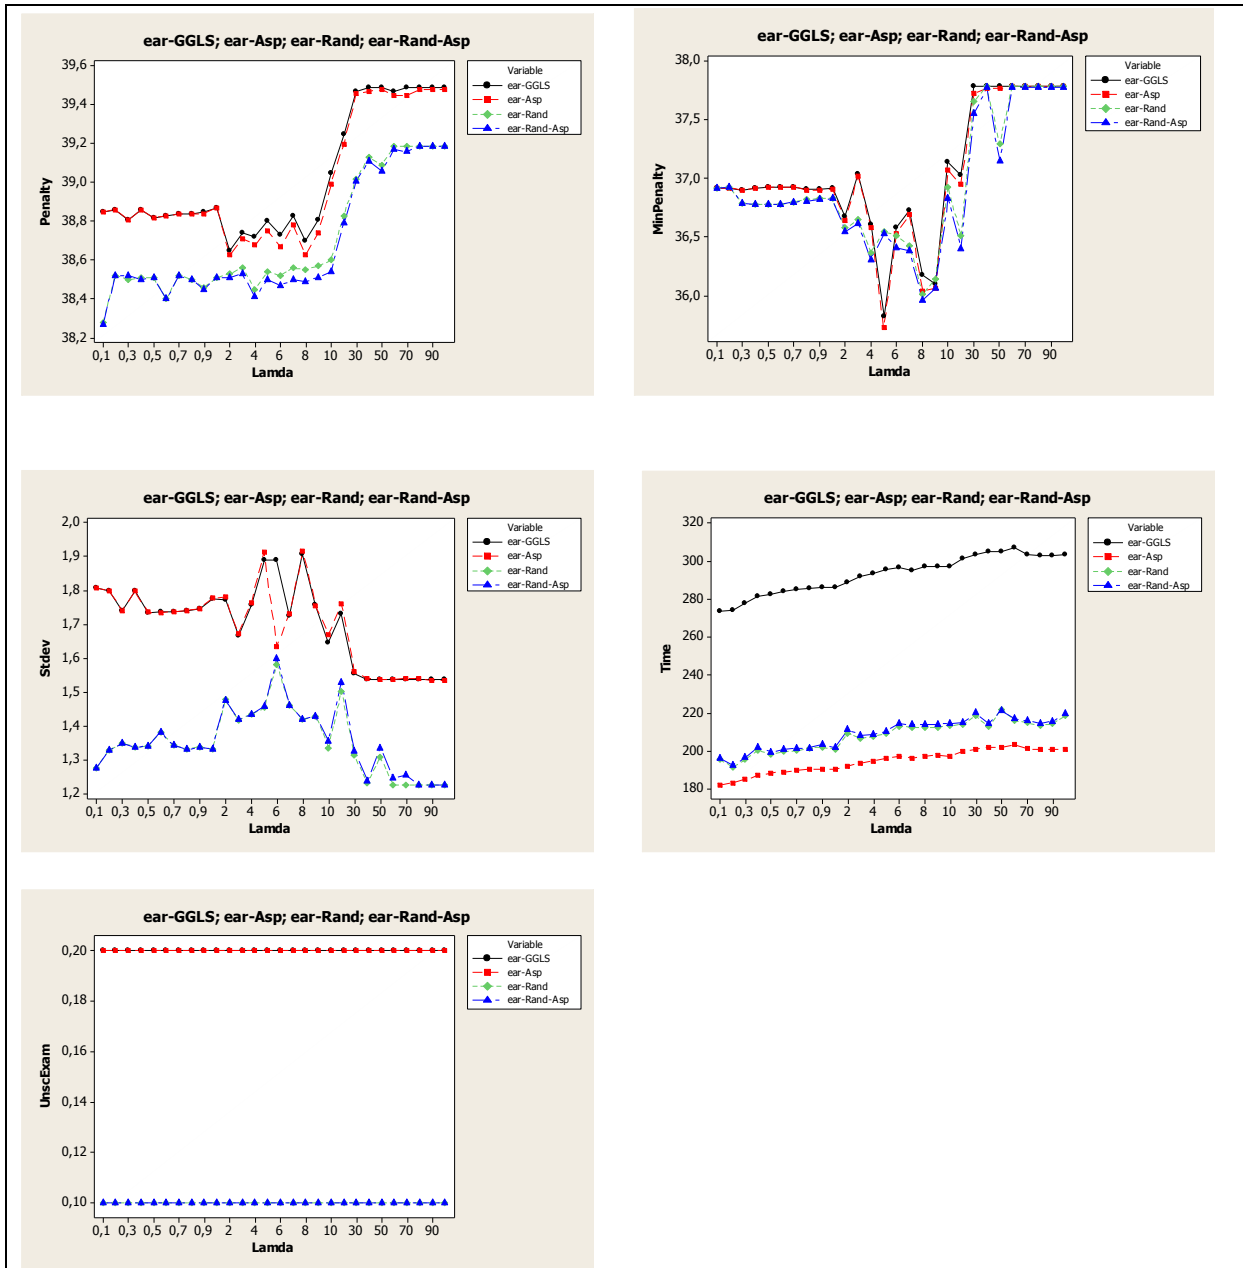 ear-GGLS; ear-Asp; ear-Rand; ear-Rand-Asp
39,6
39,4
39,2
39,0
38,8
38,6
38,4
38,2
Penalty
0,1 0,3 0,5 0,7 0,9 2 4 6 8 10 30 50 70 90
Lamda
Variable
ear-GGLS
ear-Asp
ear-Rand
ear-Rand-Asp
ear-GGLS; ear-Asp; ear-Rand; ear-Rand-Asp
38,0
37,5
37,0
36,5
36,0
MinPenalty
0,1 0,3 0,5 0,7 0,9 2 4 6 8 10 30 50 70 90
Lamda
Variable
ear-GGLS
ear-Asp
ear-Rand
ear-Rand-Asp
ear-GGLS; ear-Asp; ear-Rand; ear-Rand-Asp
2,0
1,9
1,8
1,7
1,6
1,5
1,4
1,3
1,2
Stdev
0,1 0,3 0,5 0,7 0,9 2 4 6 8 10 30 50 70 90
Lamda
Variable
ear-GGLS
ear-Asp
ear-Rand
ear-Rand-Asp
ear-GGLS; ear-Asp; ear-Rand; ear-Rand-Asp
320
300
280
260
240
220
200
180
Time
0,1 0,3 0,5 0,7 0,9 2 4 6 8 10 30 50 70 90
Lamda
Variable
ear-GGLS
ear-Asp
ear-Rand
ear-Rand-Asp
ear-GGLS; ear-Asp; ear-Rand; ear-Rand-Asp
0,20
0,18
0,16
0,14
0,12
0,10
UnscExam
0,1 0,3 0,5 0,7 0,9 2 4 6 8 10 30 50 70 90
Lamda
Variable
ear-GGLS
ear-Asp
ear-Rand
ear-Rand-Asp